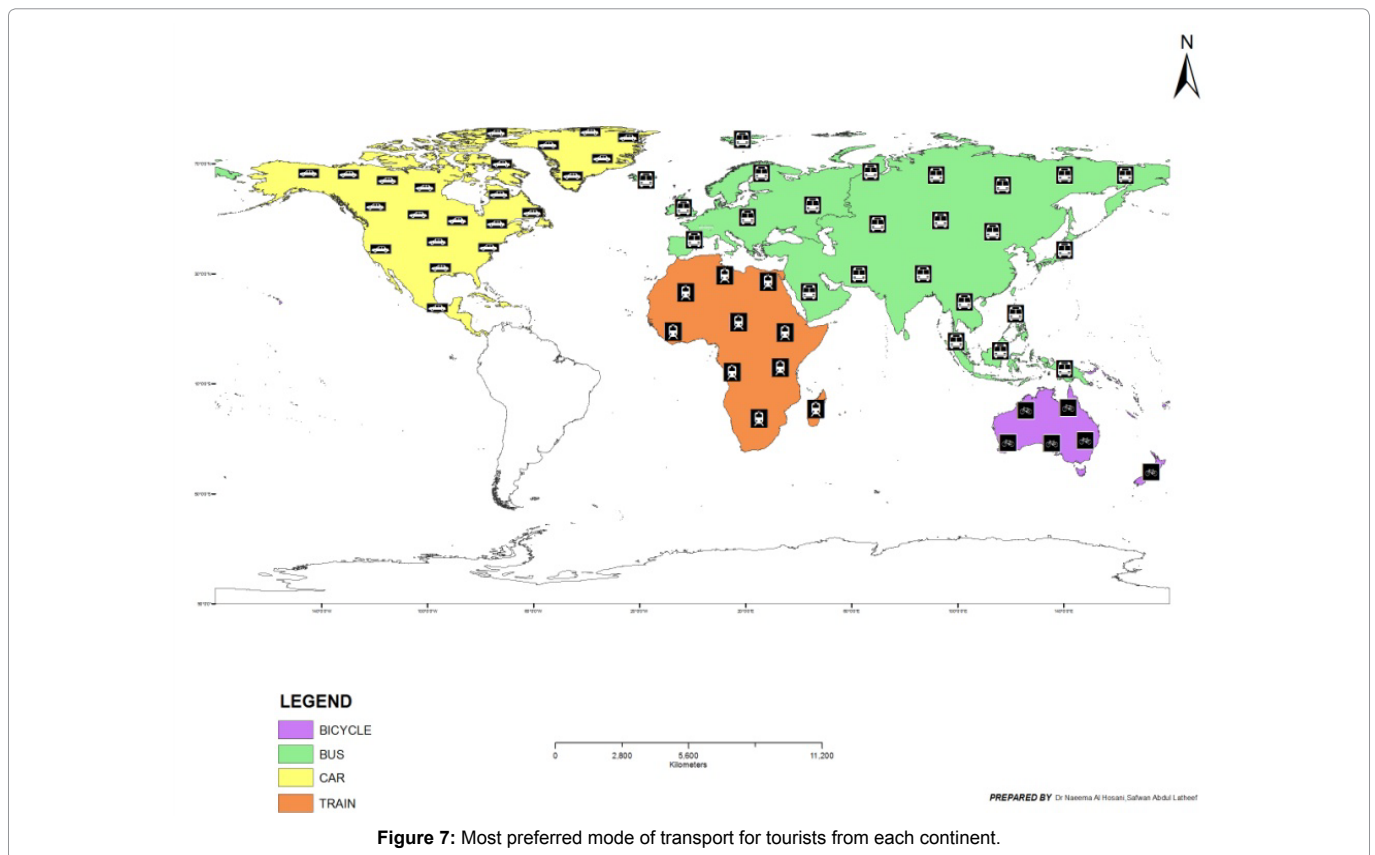 N
LEGEND
BICYCLE
BUS
CAR
TRAIN
0 2,800 5,600 11,200
Kilometers
PREPARED BY Dr Naeema Al Hosani,Safwan Abdul Latheef
Figure 7: Most preferred mode of transport for tourists from each continent.